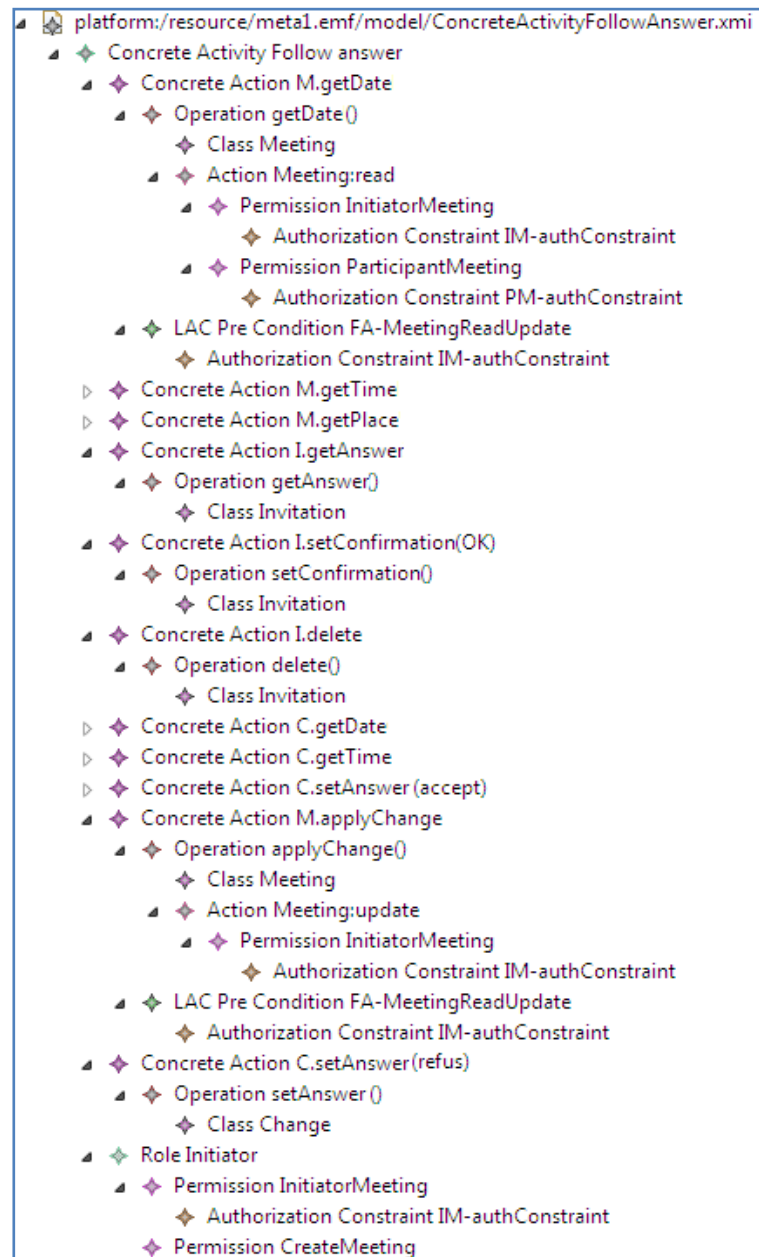 platform:/resource/meta1.emf/model/ConcreteActivityFollowAnswer.xmi
Concrete Activity Follow answer
Concrete Action M.getDate
Operation getDate()
Class Meeting
Action Meeting:read
Permission InitiatorMeeting
Authorization Constraint IM-authConstraint
Permission ParticipantMeeting
Authorization Constraint PM-authConstraint
LAC Pre Condition FA-MeetingReadUpdate
Authorization Constraint IM-authConstraint
Concrete Action M.getTime
Concrete Action M.getPlace
Concrete Action I.getAnswer
Operation getAnswer()
Class Invitation
Concrete Action I.setConfirmation(OK)
Operation setConfirmation()
Class Invitation
Concrete Action I.delete
Operation delete()
Class Invitation
Concrete Action C.getDate
Concrete Action C.getTime
Concrete Action C.setAnswer (accept)
Concrete Action M.applyChange
Operation applyChange()
Class Meeting
Action Meeting:update
Permission InitiatorMeeting
Authorization Constraint IM-authConstraint
LAC Pre Condition FA-MeetingReadUpdate
Authorization Constraint IM-authConstraint
Concrete Action C.setAnswer (refus)
Operation setAnswer ()
Class Change
Role Initiator
Permission InitiatorMeeting
Authorization Constraint IM-authConstraint
Permission CreateMeeting